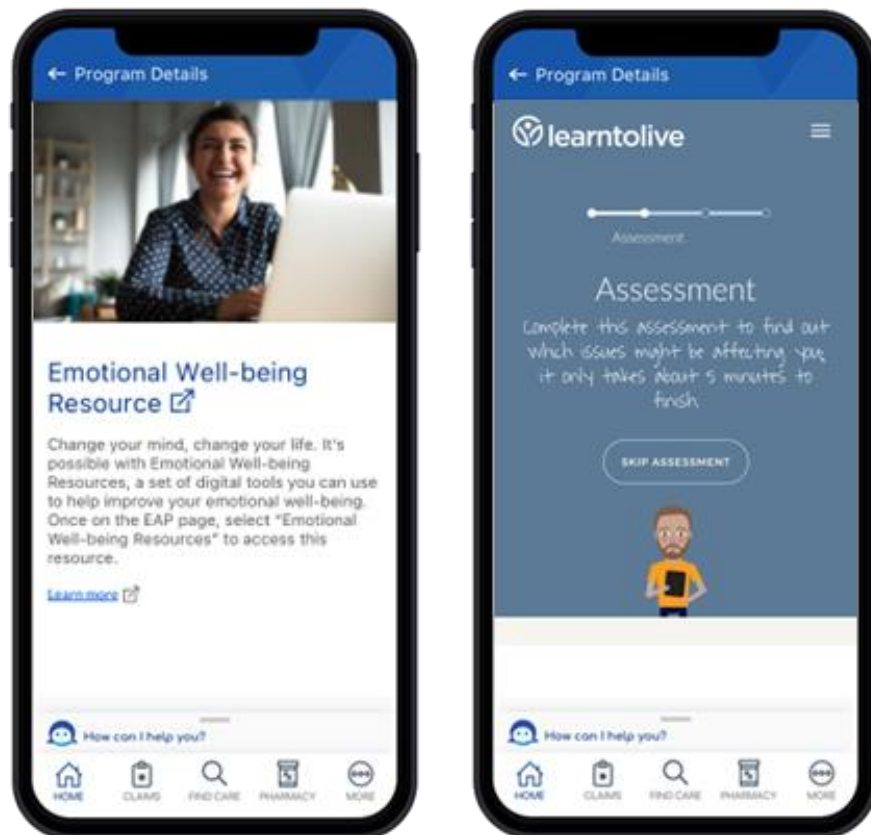 ← Program Details
Emotional Well-being
Resource
Change your mind, change your life. It's
possible with Emotional Well-being
Resources, a set of digital tools you can use
to help improve your emotional well-being.
Once on the EAP page, select “Emotional
Well-being Resources” to access this
resource.
Learn more
How can I help you?
HOME
CLAIMS
FIND CARE
PHARMACY
MORE
← Program Details
learntolive
Assessment
Assessment
Complete this assessment to find out
which issues might be affecting you;
it only takes about 5 minutes to
finish.
SKIP ASSESSMENT
How can I help you?
HOME
CLAIMS
FIND CARE
PHARMACY
MORE